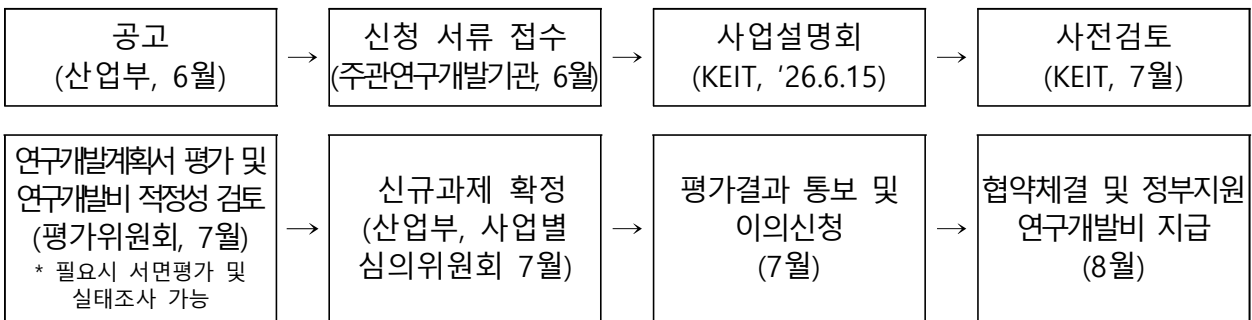 공고
(산업부, 6월)
→
신청 서류 접수
(주관연구개발기관, 6월)
→
사업설명회
(KEIT, ’26.6.15)
→
사전검토
(KEIT, 7월)
연구개발계획서 평가 및
연구개발비 적정성 검토
(평가위원회, 7월)
* 필요시 서면평가 및
실태조사 가능
→
신규과제 확정
(산업부, 사업별
심의위원회 7월)
→
평가결과 통보 및
이의신청
(7월)
→
협약체결 및 정부지원
연구개발비 지급
(8월)